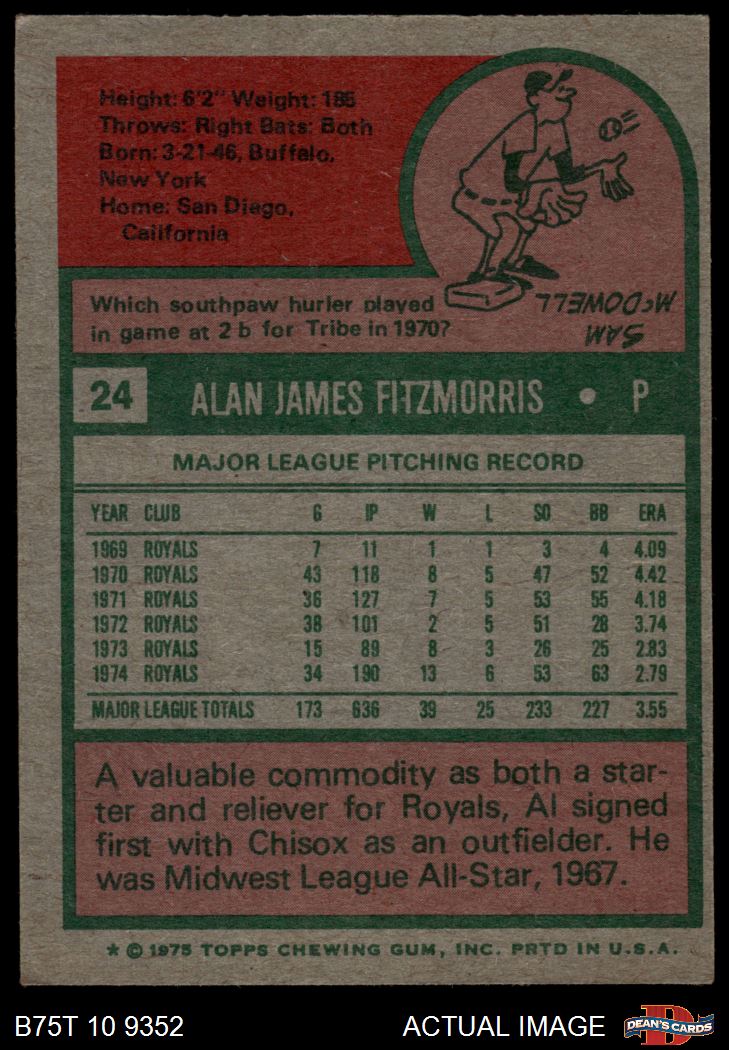 Height: 6'2" Weight: 185
Throws: Right Bats: Both
Born: 3-21-46, Buffalo,
New York
Home: San Diego,
California
Which southpaw hurler played
in game at 2 b for Tribe in 1970?
SAM
McDOWELL
WAS
24 ALAN JAMES FITZMORRIS • P
MAJOR LEAGUE PITCHING RECORD
YEAR CLUB G IP W L SO BB ERA
1969 ROYALS 7 11 1 1 3 4 4.09
1970 ROYALS 43 118 8 5 47 52 4.42
1971 ROYALS 36 127 7 5 53 55 4.18
1972 ROYALS 38 101 2 5 51 28 3.74
1973 ROYALS 15 89 8 3 26 25 2.83
1974 ROYALS 34 190 13 6 53 63 2.79
MAJOR LEAGUE TOTALS 173 636 39 25 233 227 3.55
A valuable commodity as both a star-
ter and reliever for Royals, Al signed
first with Chisox as an outfielder. He
was Midwest League All-Star, 1967.
* © 1975 TOPPS CHEWING GUM, INC. PRTD IN U.S.A.
B75T 10 9352 ACTUAL IMAGE DEAN'S CARDS